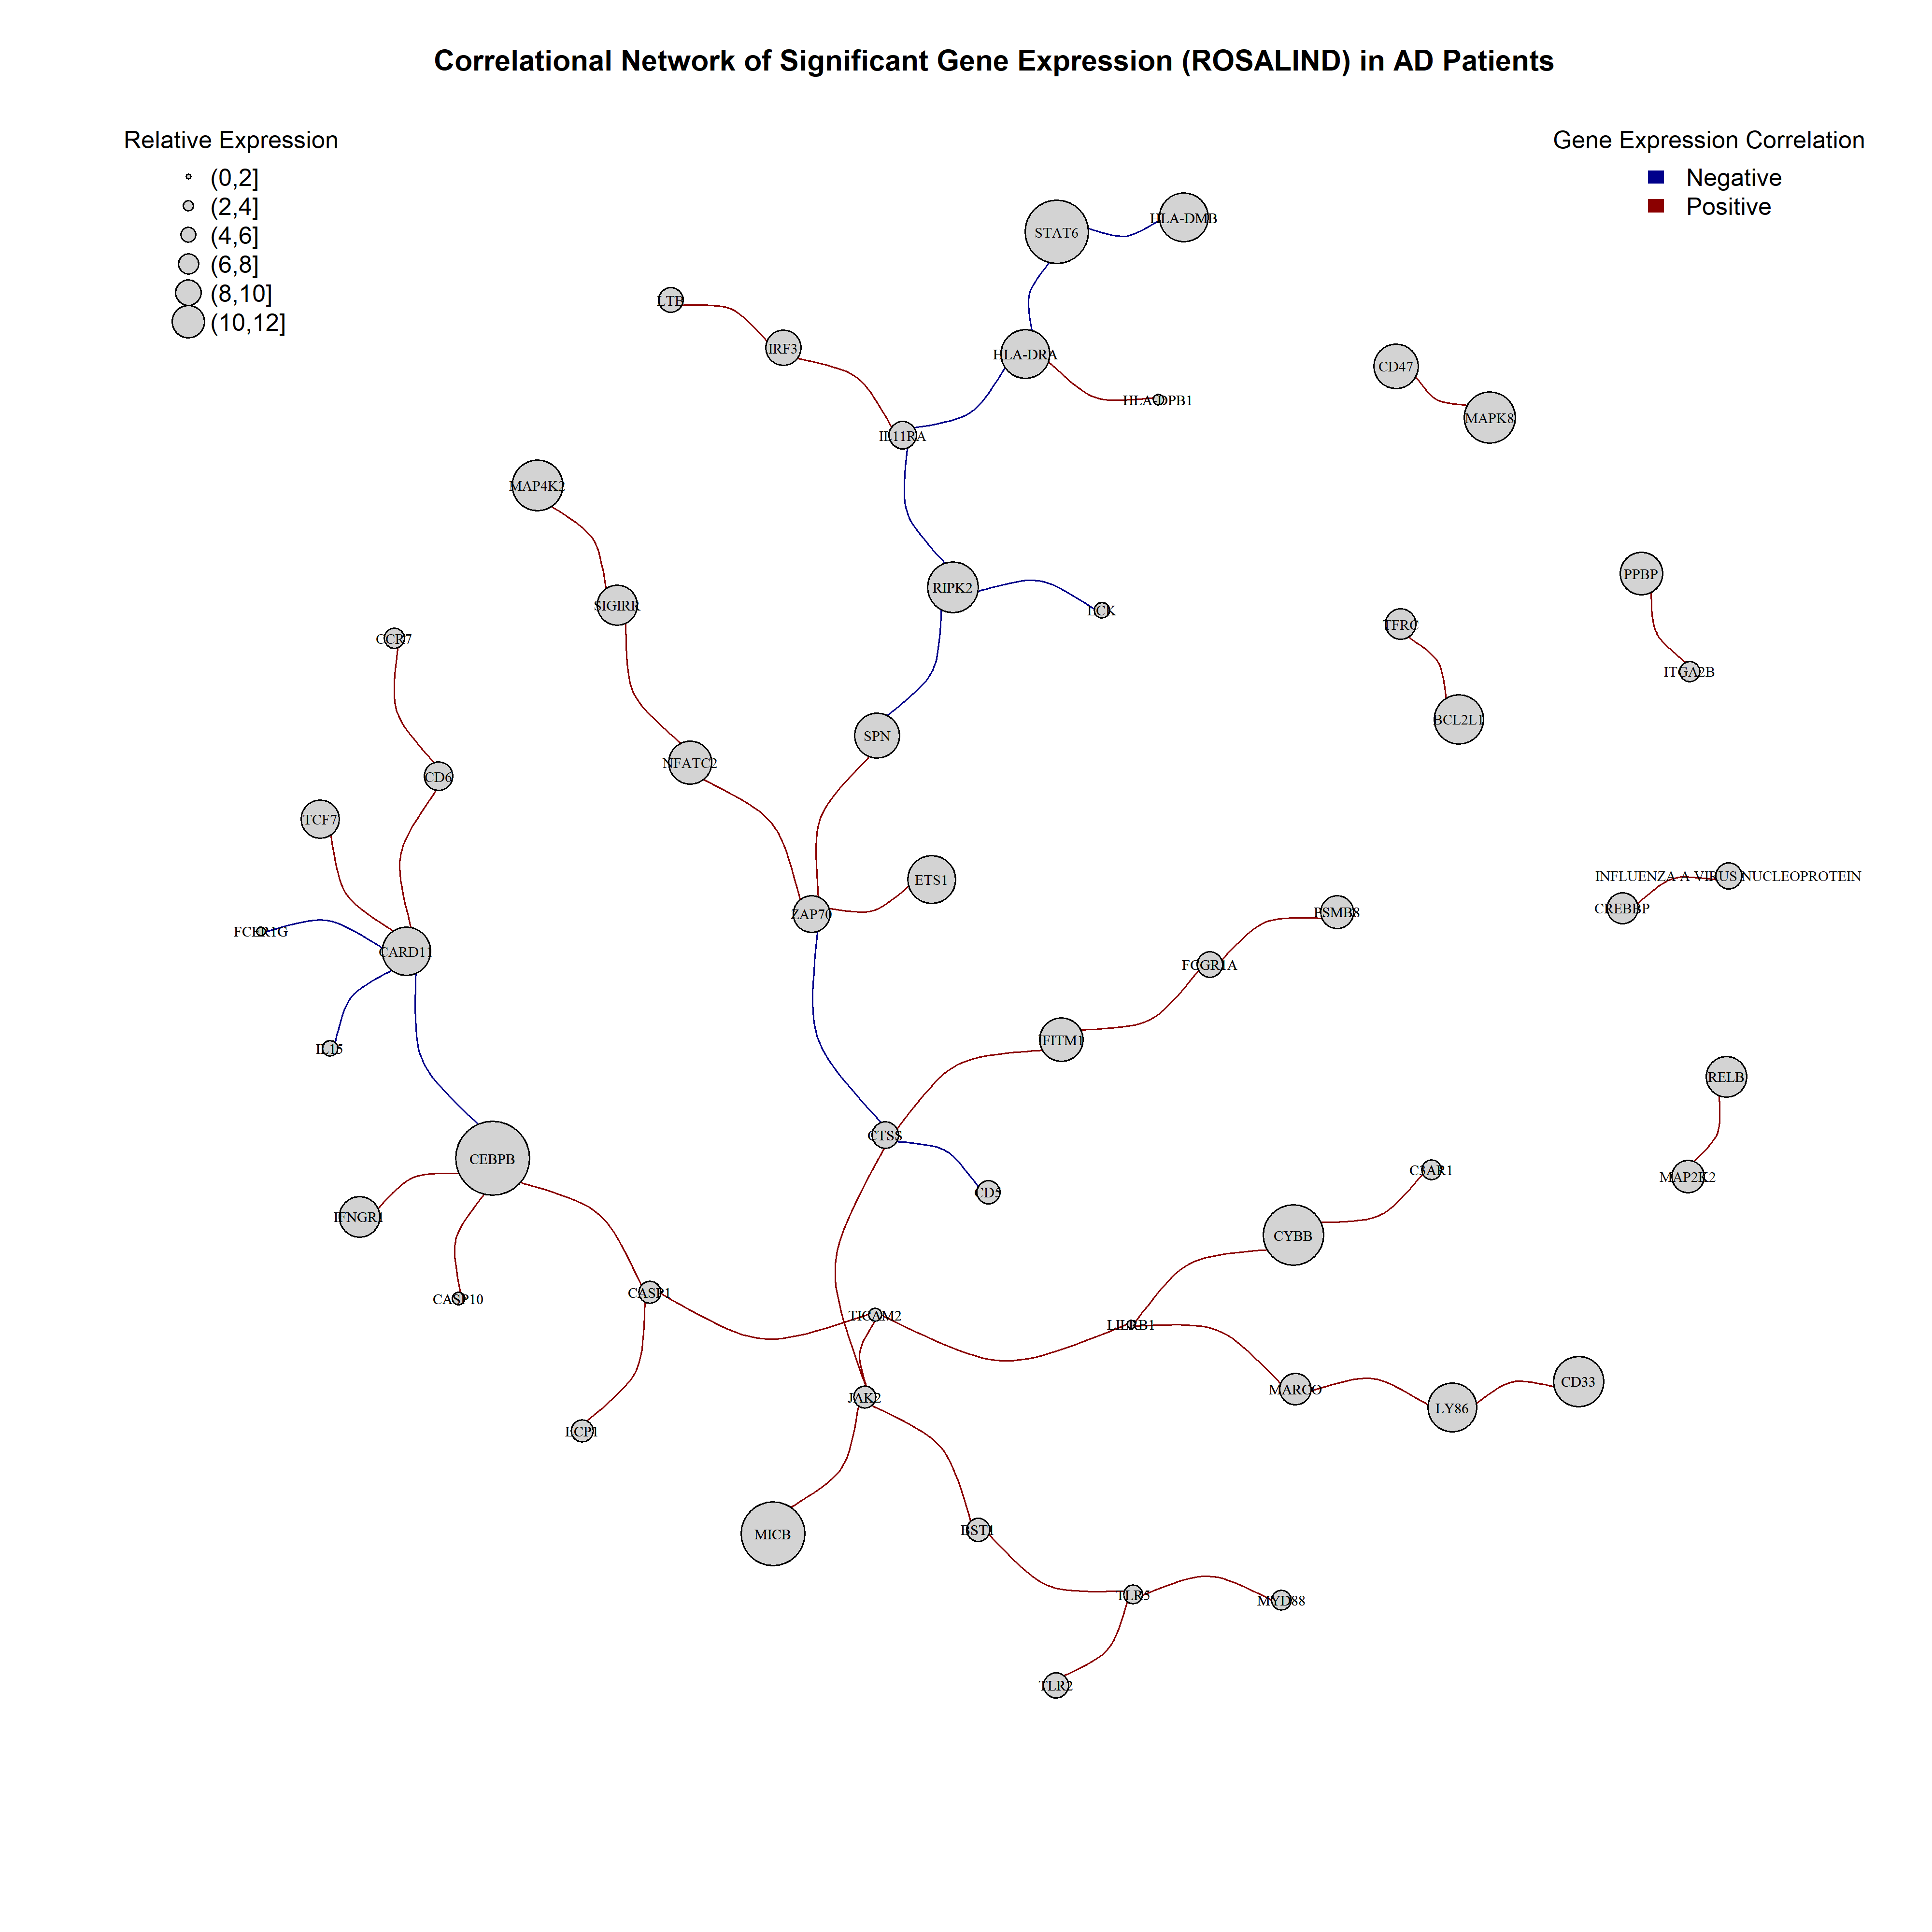 Correlational Network of Significant Gene Expression (ROSALIND) in AD Patients
Relative Expression
(0,2]
(2,4]
(4,6]
(6,8]
(8,10]
(10,12]
Gene Expression Correlation
Negative
Positive
STAT6
HLA-DMB
LTB
IRF3
HLA-DRA
CD47
HLA-DPB1
MAPK8
IL11RA
MAP4K2
PPBP
RIPK2
SIGIRR
LCK
TFRC
CCR7
ITGA2B
BCL2L1
SPN
NFATC2
CD6
TCF7
INFLUENZA A VIRUS NUCLEOPROTEIN
ETS1
CREBBP
PSMB8
ZAP70
FCER1G
CARD11
FCGR1A
IFITM1
IL15
RELB
CTSS
CEBPB
C3AR1
MAP2K2
CD5
IFNGR1
CYBB
CASP1
CASP10
TICAM2
LILRB1
CD33
MARCO
JAK2
LY86
LCP1
BST1
MICB
TLR5
MYD88
TLR2